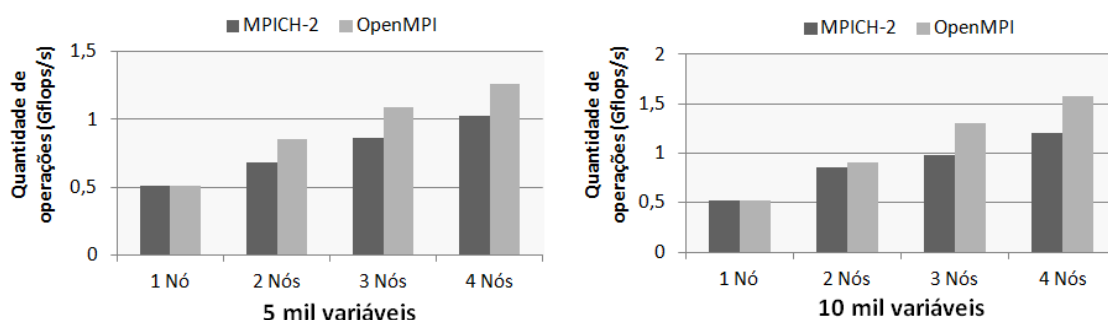 MPICH-2 OpenMPI
Quantidade de
operações (Gflops/s)
1,5
1
0,5
0
1 Nó 2 Nós 3 Nós 4 Nós
5 mil variáveis
MPICH-2 OpenMPI
Quantidade de
operações (Gflops/s)
2
1,5
1
0,5
0
1 Nó 2 Nós 3 Nós 4 Nós
10 mil variáveis